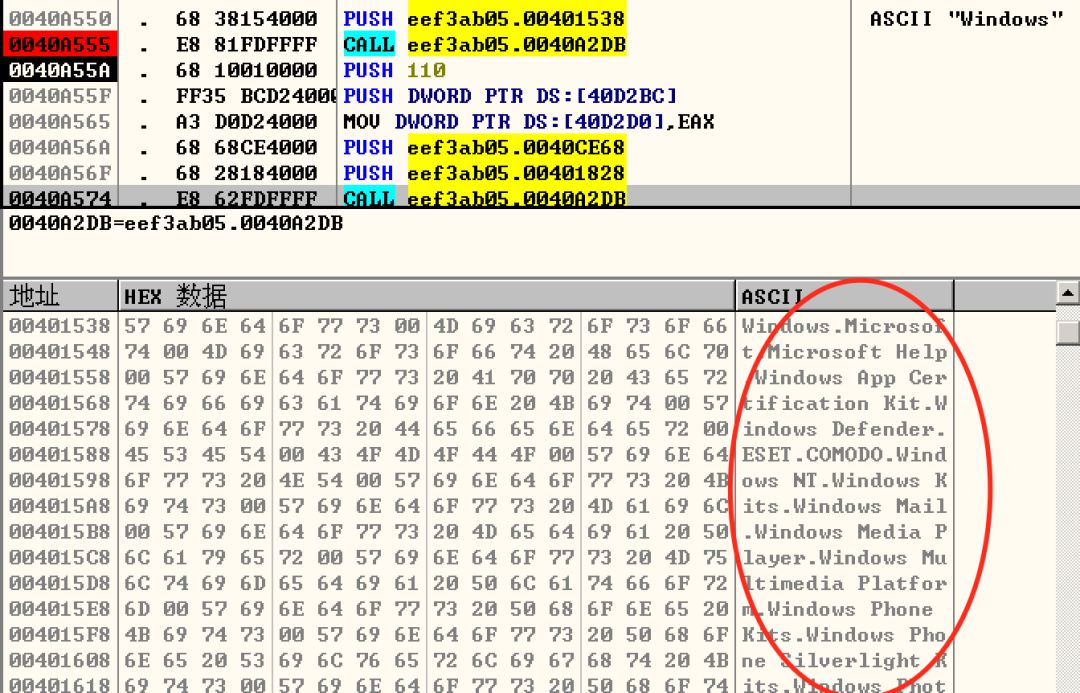 0040A550 . 68 38154000 PUSH eef3ab05.00401538 ASCII "Windows"
0040A555 . E8 81FDFFFF CALL eef3ab05.0040A2DB
0040A55A . 68 10010000 PUSH 110
0040A55F . FF35 BCD24000 PUSH DWORD PTR DS:[40D2BC]
0040A565 . A3 D0D24000 MOV DWORD PTR DS:[40D2D0],EAX
0040A56A . 68 68CE4000 PUSH eef3ab05.0040CE68
0040A56F . 68 28184000 PUSH eef3ab05.00401828
0040A574 . E8 62FDFFFF CALL eef3ab05.0040A2DB
0040A2DB=eef3ab05.0040A2DB
地址 HEX 数据 ASCII
00401538 57 69 6E 64 6F 77 73 00 4D 69 63 72 6F 73 6F 66 Windows.Microsof
00401548 74 00 4D 69 63 72 6F 73 6F 66 74 20 48 65 6C 70 t.Microsoft Help
00401558 00 57 69 6E 64 6F 77 73 20 41 70 70 20 43 65 72 .Windows App Cer
00401568 74 69 66 69 63 61 74 69 6F 6E 20 4B 69 74 00 57 tification Kit.W
00401578 69 6E 64 6F 77 73 20 44 65 66 65 6E 64 65 72 00 indows Defender.
00401588 45 53 45 54 00 43 4F 4D 4F 44 4F 00 57 69 6E 64 ESET.COMODO.Wind
00401598 6F 77 73 20 4E 54 00 57 69 6E 64 6F 77 73 20 4B ows NT.Windows K
004015A8 69 74 73 00 57 69 6E 64 6F 77 73 20 4D 61 69 6C its.Windows Mail
004015B8 00 57 69 6E 64 6F 77 73 20 4D 65 64 69 61 20 50 .Windows Media P
004015C8 6C 61 79 65 72 00 57 69 6E 64 6F 77 73 20 4D 75 layer.Windows Mu
004015D8 6C 74 69 6D 65 64 69 61 20 50 6C 61 74 66 6F 72 ltimedia Platfor
004015E8 6D 00 57 69 6E 64 6F 77 73 20 50 68 6F 6E 65 20 m.Windows Phone
004015F8 4B 69 74 73 00 57 69 6E 64 6F 77 73 20 50 68 6F Kits.Windows Pho
00401608 6E 65 20 53 69 6C 76 65 72 6C 69 67 68 74 20 4B ne Silverlight K
00401618 69 74 73 00 57 69 6E 64 6F 77 73 20 50 68 6F 74 its.Windows Phot